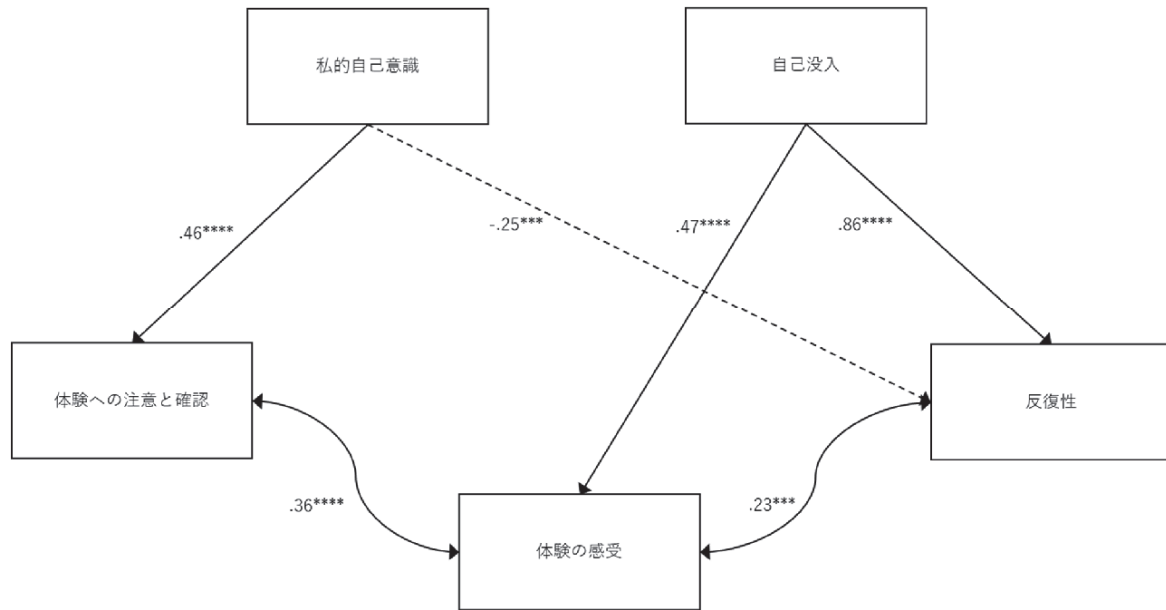 私的自己意識
自己没入
.46****
-.25***
.47****
.86****
体験への注意と確認
反復性
.36****
.23***
体験の感受